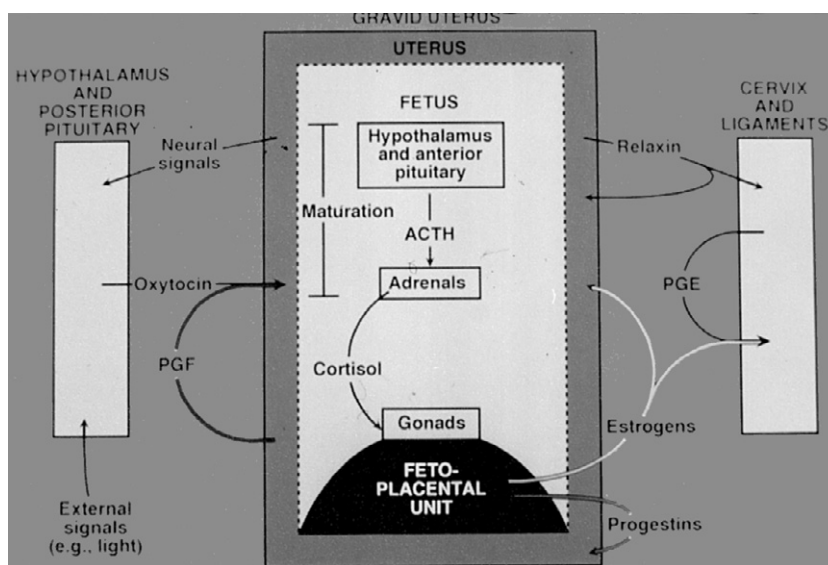 GRAVID UTERUS
UTERUS
HYPOTHALAMUS
AND
POSTERIOR
PITUITARY
Neural
signals
Oxytocin
PGF
External
signals
(e.g., light)
FETUS
Hypothalamus
and anterior
pituitary
Maturation
ACTH
Adrenals
Cortisol
Gonads
FETO-
PLACENTAL
UNIT
CERVIX
AND
LIGAMENTS
Relaxin
PGE
Estrogens
Progestins